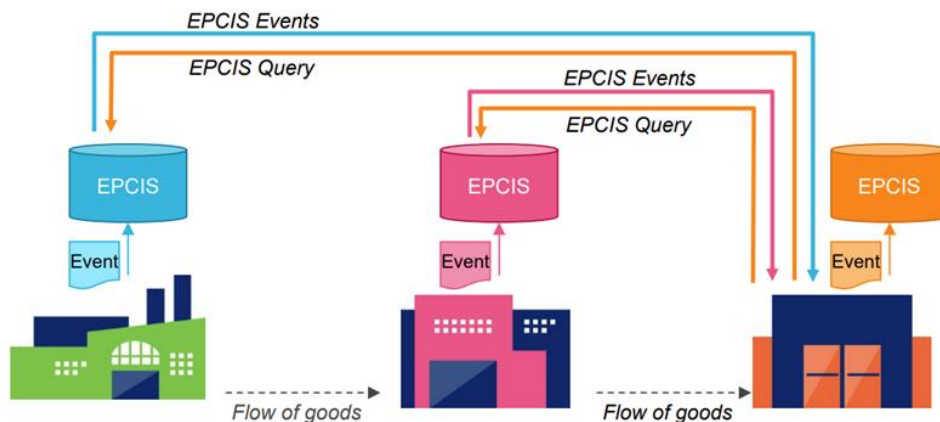 EPCIS Events
EPCIS Query
EPCIS Events
EPCIS Query
EPCIS
EPCIS
EPCIS
Event
Event
Event
Flow of goods
Flow of goods